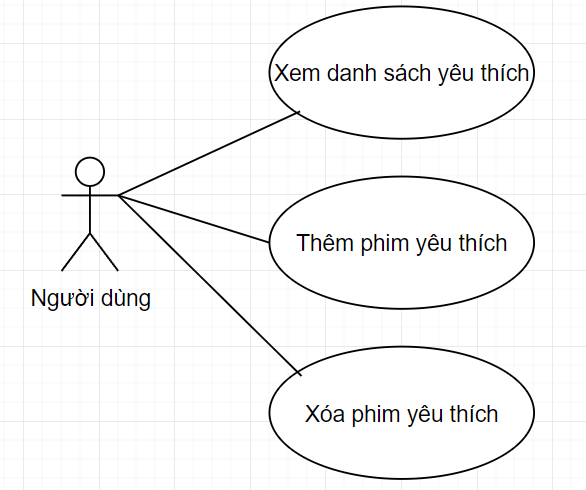 Xem danh sách yêu thích
Thêm phim yêu thích
Người dùng
Xóa phim yêu thích